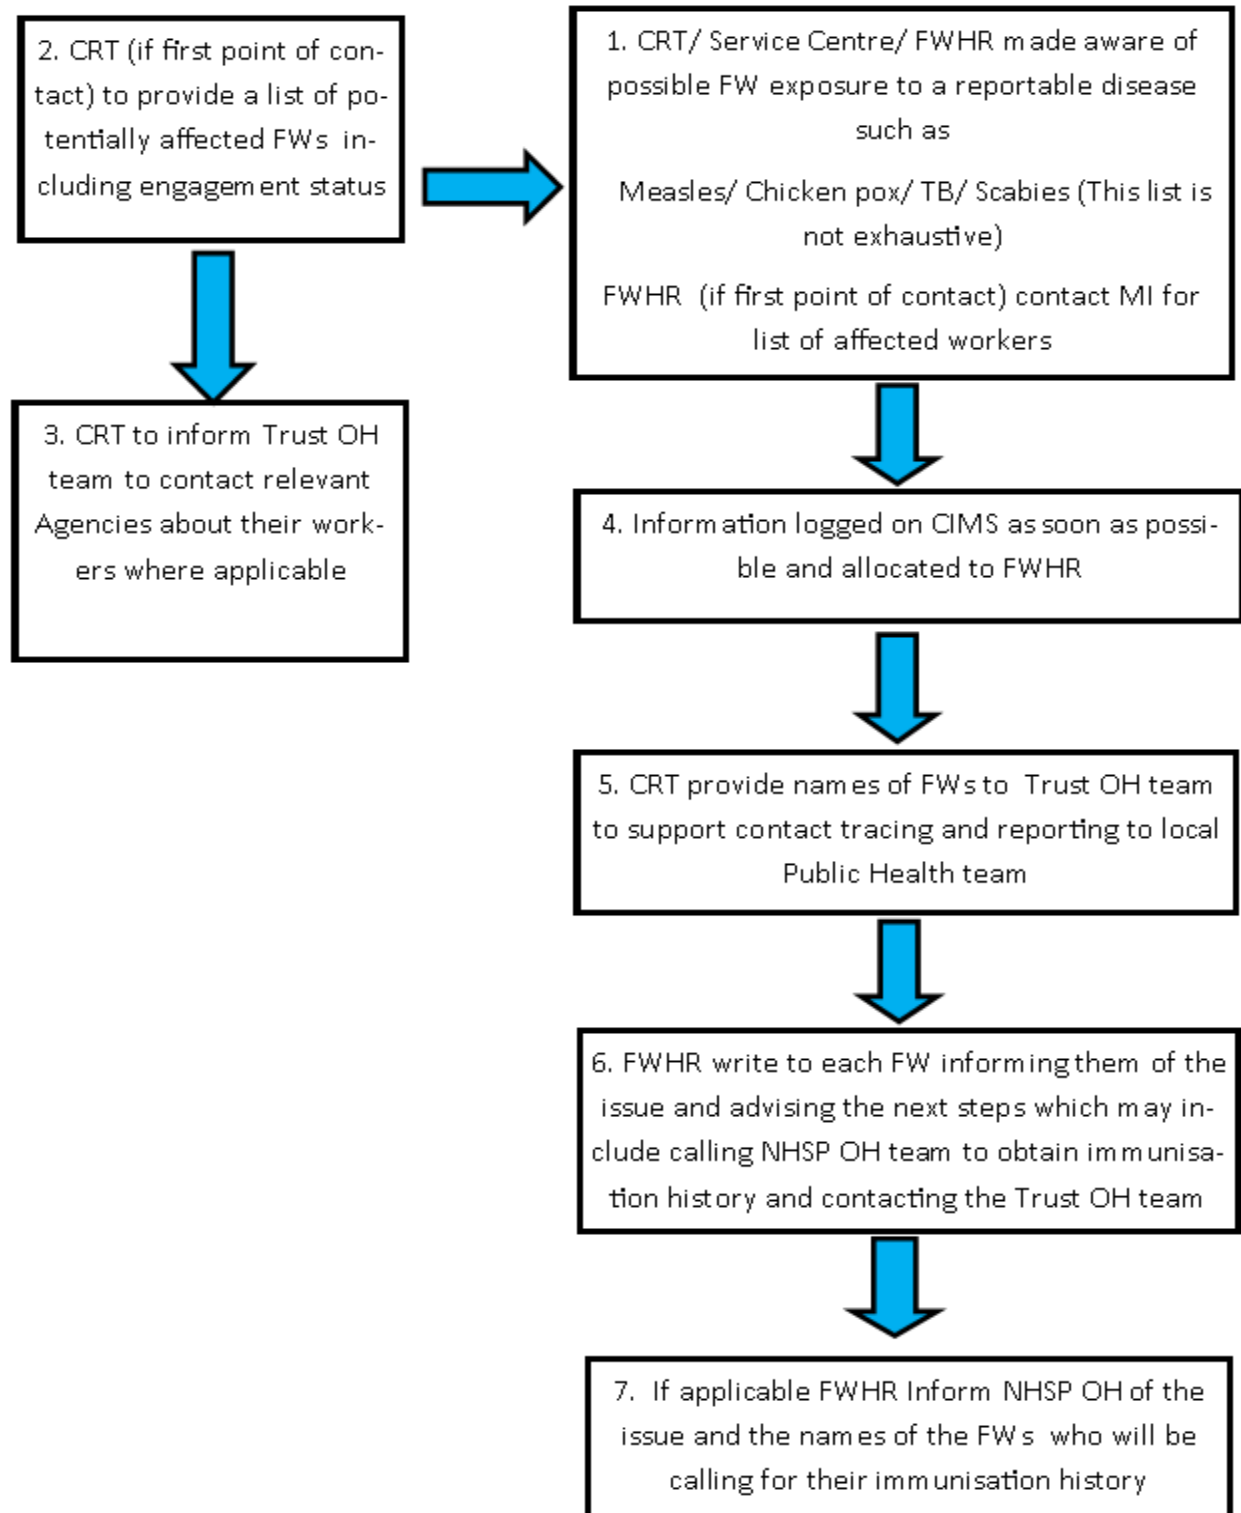 2. CRT (if first point of con-
tact) to provide a list of po-
tentially affected FWs in-
cluding engagement status
1. CRT/ Service Centre/ FWHR made aware of
possible FW exposure to a reportable disease
such as
Measles/ Chicken pox/ TB/ Scabies (This list is
not exhaustive)
FWHR (if first point of contact) contact MI for
list of affected workers
3. CRT to inform Trust OH
team to contact relevant
Agencies about their work-
ers where applicable
4. Information logged on CIMS as soon as possi-
ble and allocated to FWHR
5. CRT provide names of FWs to Trust OH team
to support contact tracing and reporting to local
Public Health team
6. FWHR write to each FW informing them of the
issue and advising the next steps which may in-
clude calling NHSP OH team to obtain immunisa-
tion history and contacting the Trust OH team
7. If applicable FWHR Inform NHSP OH of the
issue and the names of the FWs who will be
calling for their immunisation history